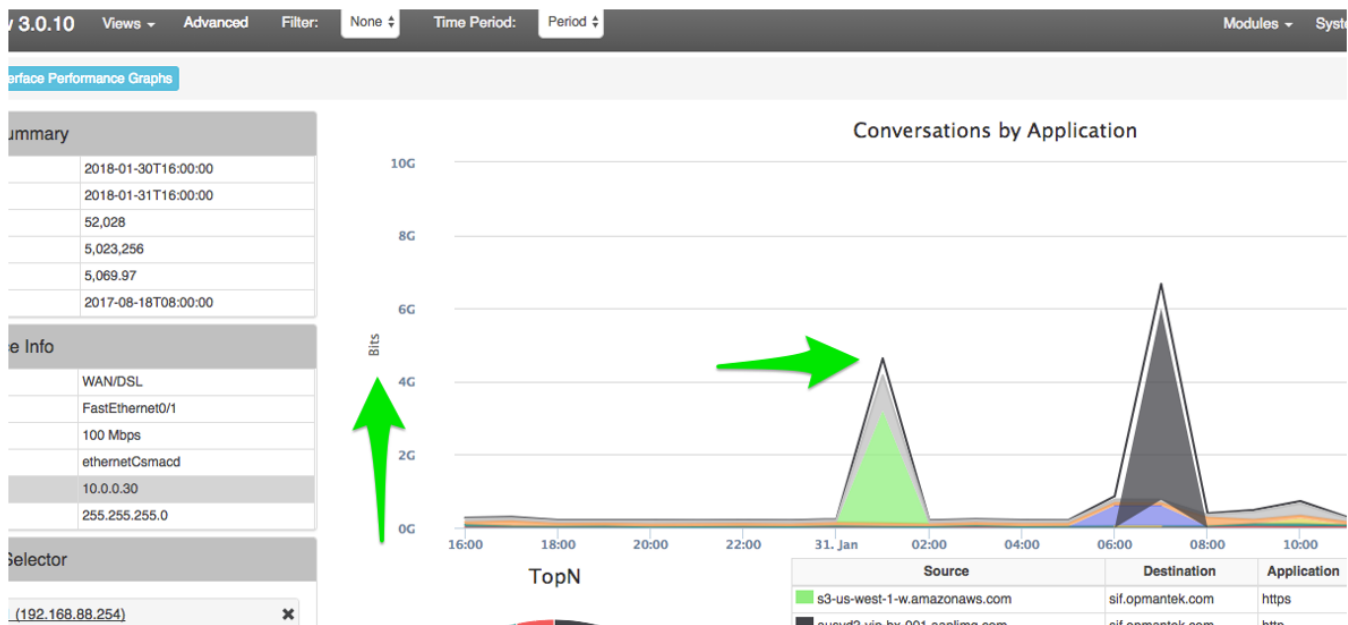 3.0.10 Views Advanced Filter: None Time Period: Period Modules
Performance Graphs
2018-01-30T16:00:00
2018-01-31T16:00:00
52,028
5,023,256
5,069.97
2017-08-18T08:00:00
Info
WAN/DSL
FastEthernet0/1
100 Mbps
ethernetCsmacd
10.0.0.30
255.255.255.0
Selector
(192.168.88.254)
Conversations by Application
10G
8G
6G
4G
2G
0G
Bits
16:00 18:00 20:00 22:00 31. Jan 02:00 04:00 06:00 08:00 10:00
TopN
Source Destination Application
s3-us-west-1-w.amazonaws.com sif.opmantek.com https